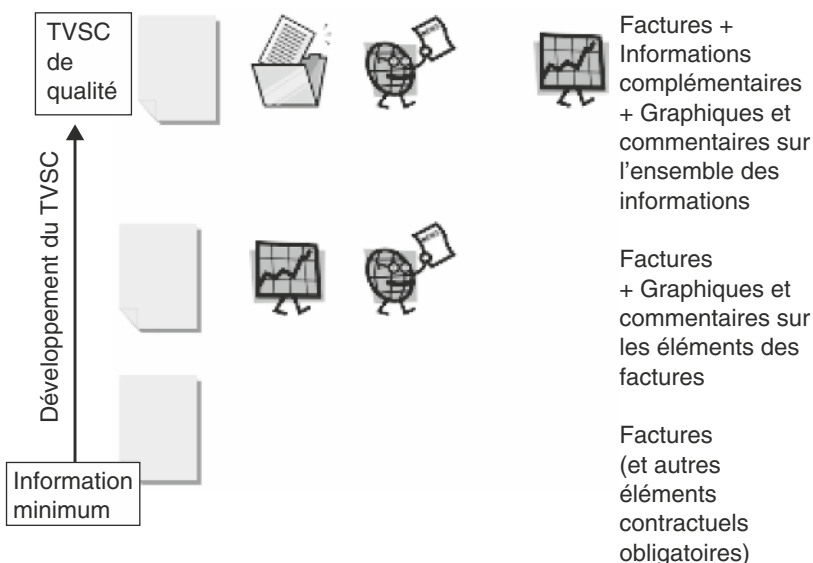 TVSC
de
qualité
Factures +
Informations
complémentaires
+ Graphiques et
commentaires sur
l'ensemble des
informations
Développement du TVSC
Factures
+ Graphiques et
commentaires sur
les éléments des
factures
Information
minimum
Factures
(et autres
éléments
contractuels
obligatoires)